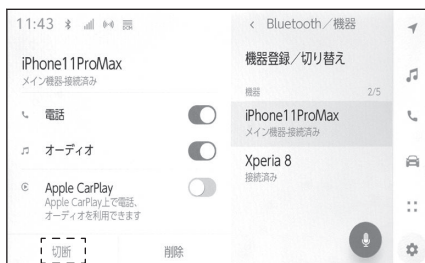 11:43
iPhone11ProMax
メイン機器-接続済み
電話
オーディオ
Apple CarPlay
Apple CarPlay上で電話、
オーディオを利用できます
切断
削除
< Bluetooth／機器
機器登録／切り替え
機器 2/5
iPhone11ProMax
メイン機器-接続済み
Xperia 8
接続済み